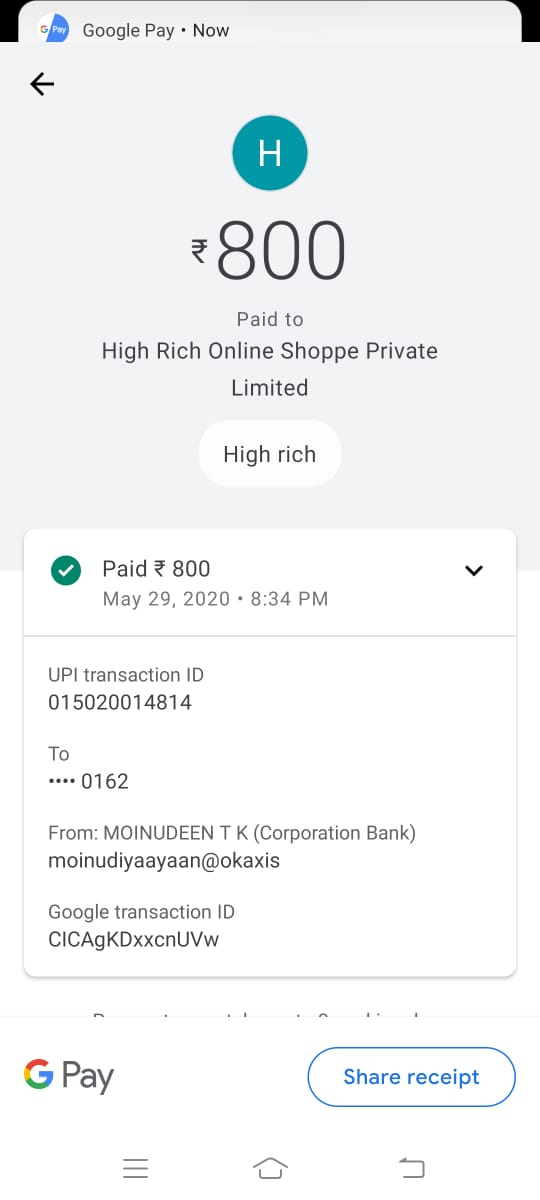 G Pay Google Pay • Now
H
₹800
Paid to
High Rich Online Shoppe Private
Limited
High rich
Paid ₹ 800
May 29, 2020 • 8:34 PM
UPI transaction ID
015020014814
To
•••• 0162
From: MOINUDEEN T K (Corporation Bank)
moinudiyaayaan@okaxis
Google transaction ID
CICAgKDxxcnUVw
G Pay
Share receipt